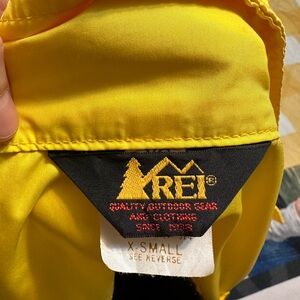 REI®
QUALITY OUTDOOR GEAR
AND CLOTHING
SINCE 1938
X-SMALL
SEE REVERSE